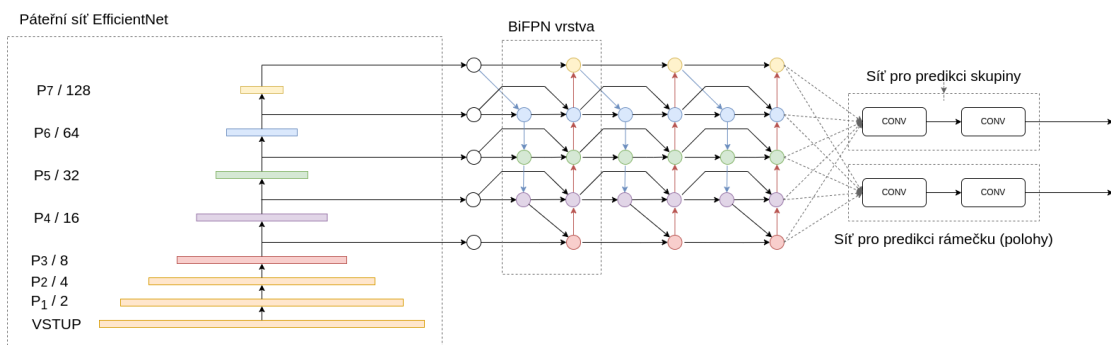 Páteřní síť EfficientNet
BiFPN vrstva
Síť pro predikci skupiny
P7 / 128
P6 / 64
P5 / 32
P4 / 16
P3 / 8
P2 / 4
P1 / 2
VSTUP
CONV
CONV
CONV
CONV
Síť pro predikci rámečku (polohy)